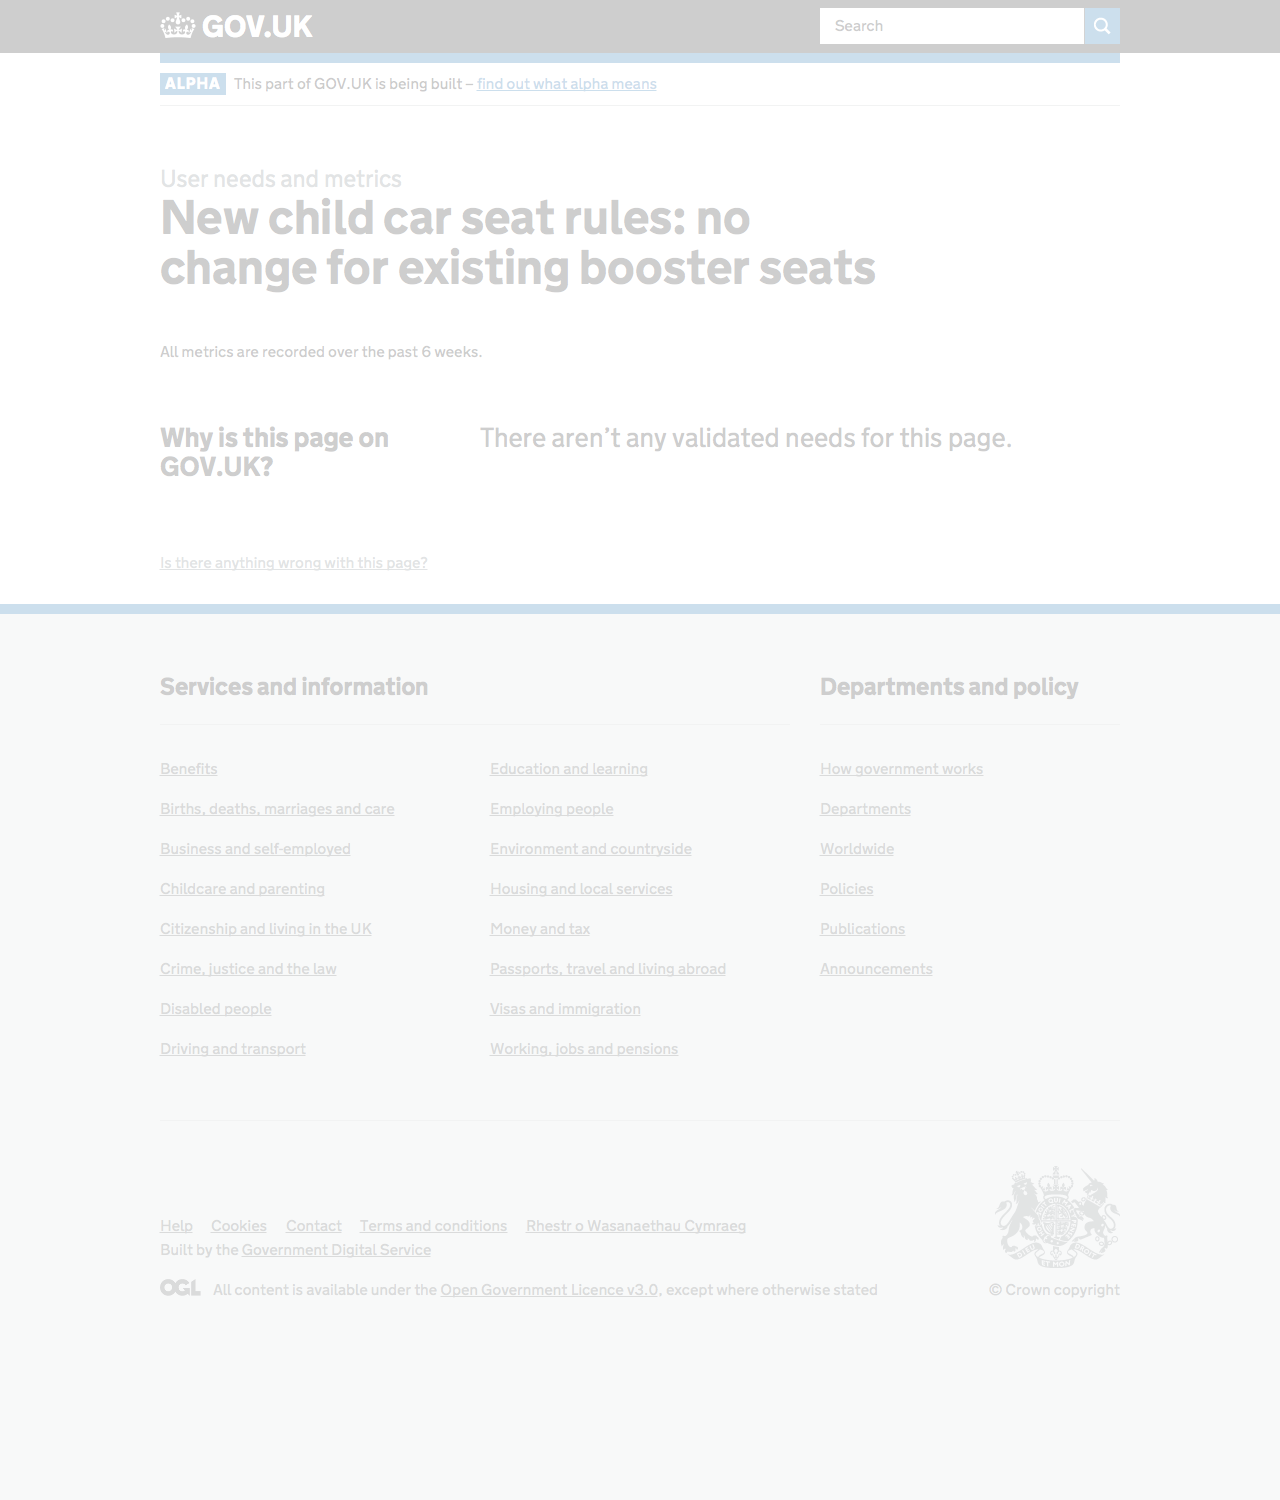 GOV.UK
Search
ALPHA This part of GOV.UK is being built – find out what alpha means
User needs and metrics
New child car seat rules: no
change for existing booster seats
All metrics are recorded over the past 6 weeks.
Why is this page on
GOV.UK?
There aren’t any validated needs for this page.
Is there anything wrong with this page?
Services and information
Benefits
Births, deaths, marriages and care
Business and self-employed
Childcare and parenting
Citizenship and living in the UK
Crime, justice and the law
Disabled people
Driving and transport
Education and learning
Employing people
Environment and countryside
Housing and local services
Money and tax
Passports, travel and living abroad
Visas and immigration
Working, jobs and pensions
Departments and policy
How government works
Departments
Worldwide
Policies
Publications
Announcements
Help Cookies Contact Terms and conditions Rhestr o Wasanaethau Cymraeg
Built by the Government Digital Service
OGL All content is available under the Open Government Licence v3.0, except where otherwise stated
© Crown copyright